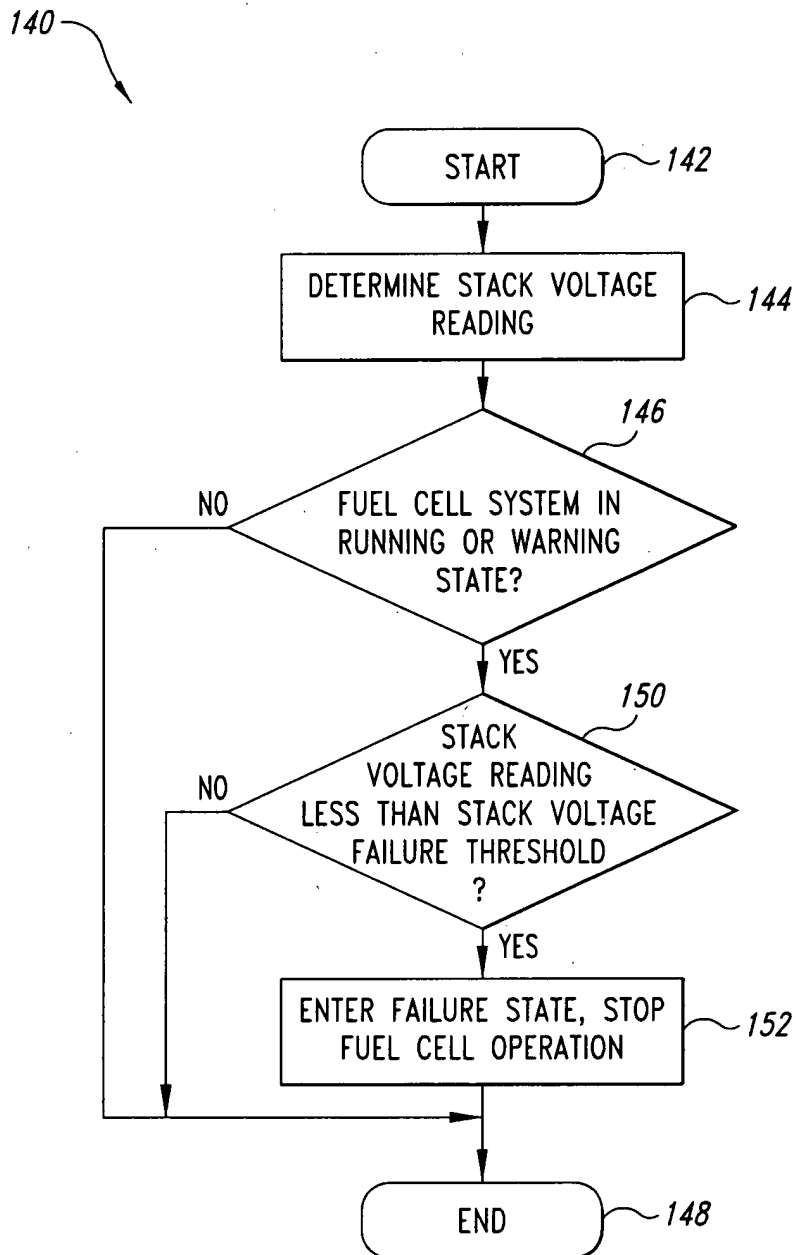 140
START
142
DETERMINE STACK VOLTAGE
READING
144
146
NO
FUEL CELL SYSTEM IN
RUNNING OR WARNING
STATE?
YES
150
STACK
NO
VOLTAGE READING
LESS THAN STACK VOLTAGE
FAILURE THRESHOLD
?
YES
ENTER FAILURE STATE, STOP
FUEL CELL OPERATION
152
END
148